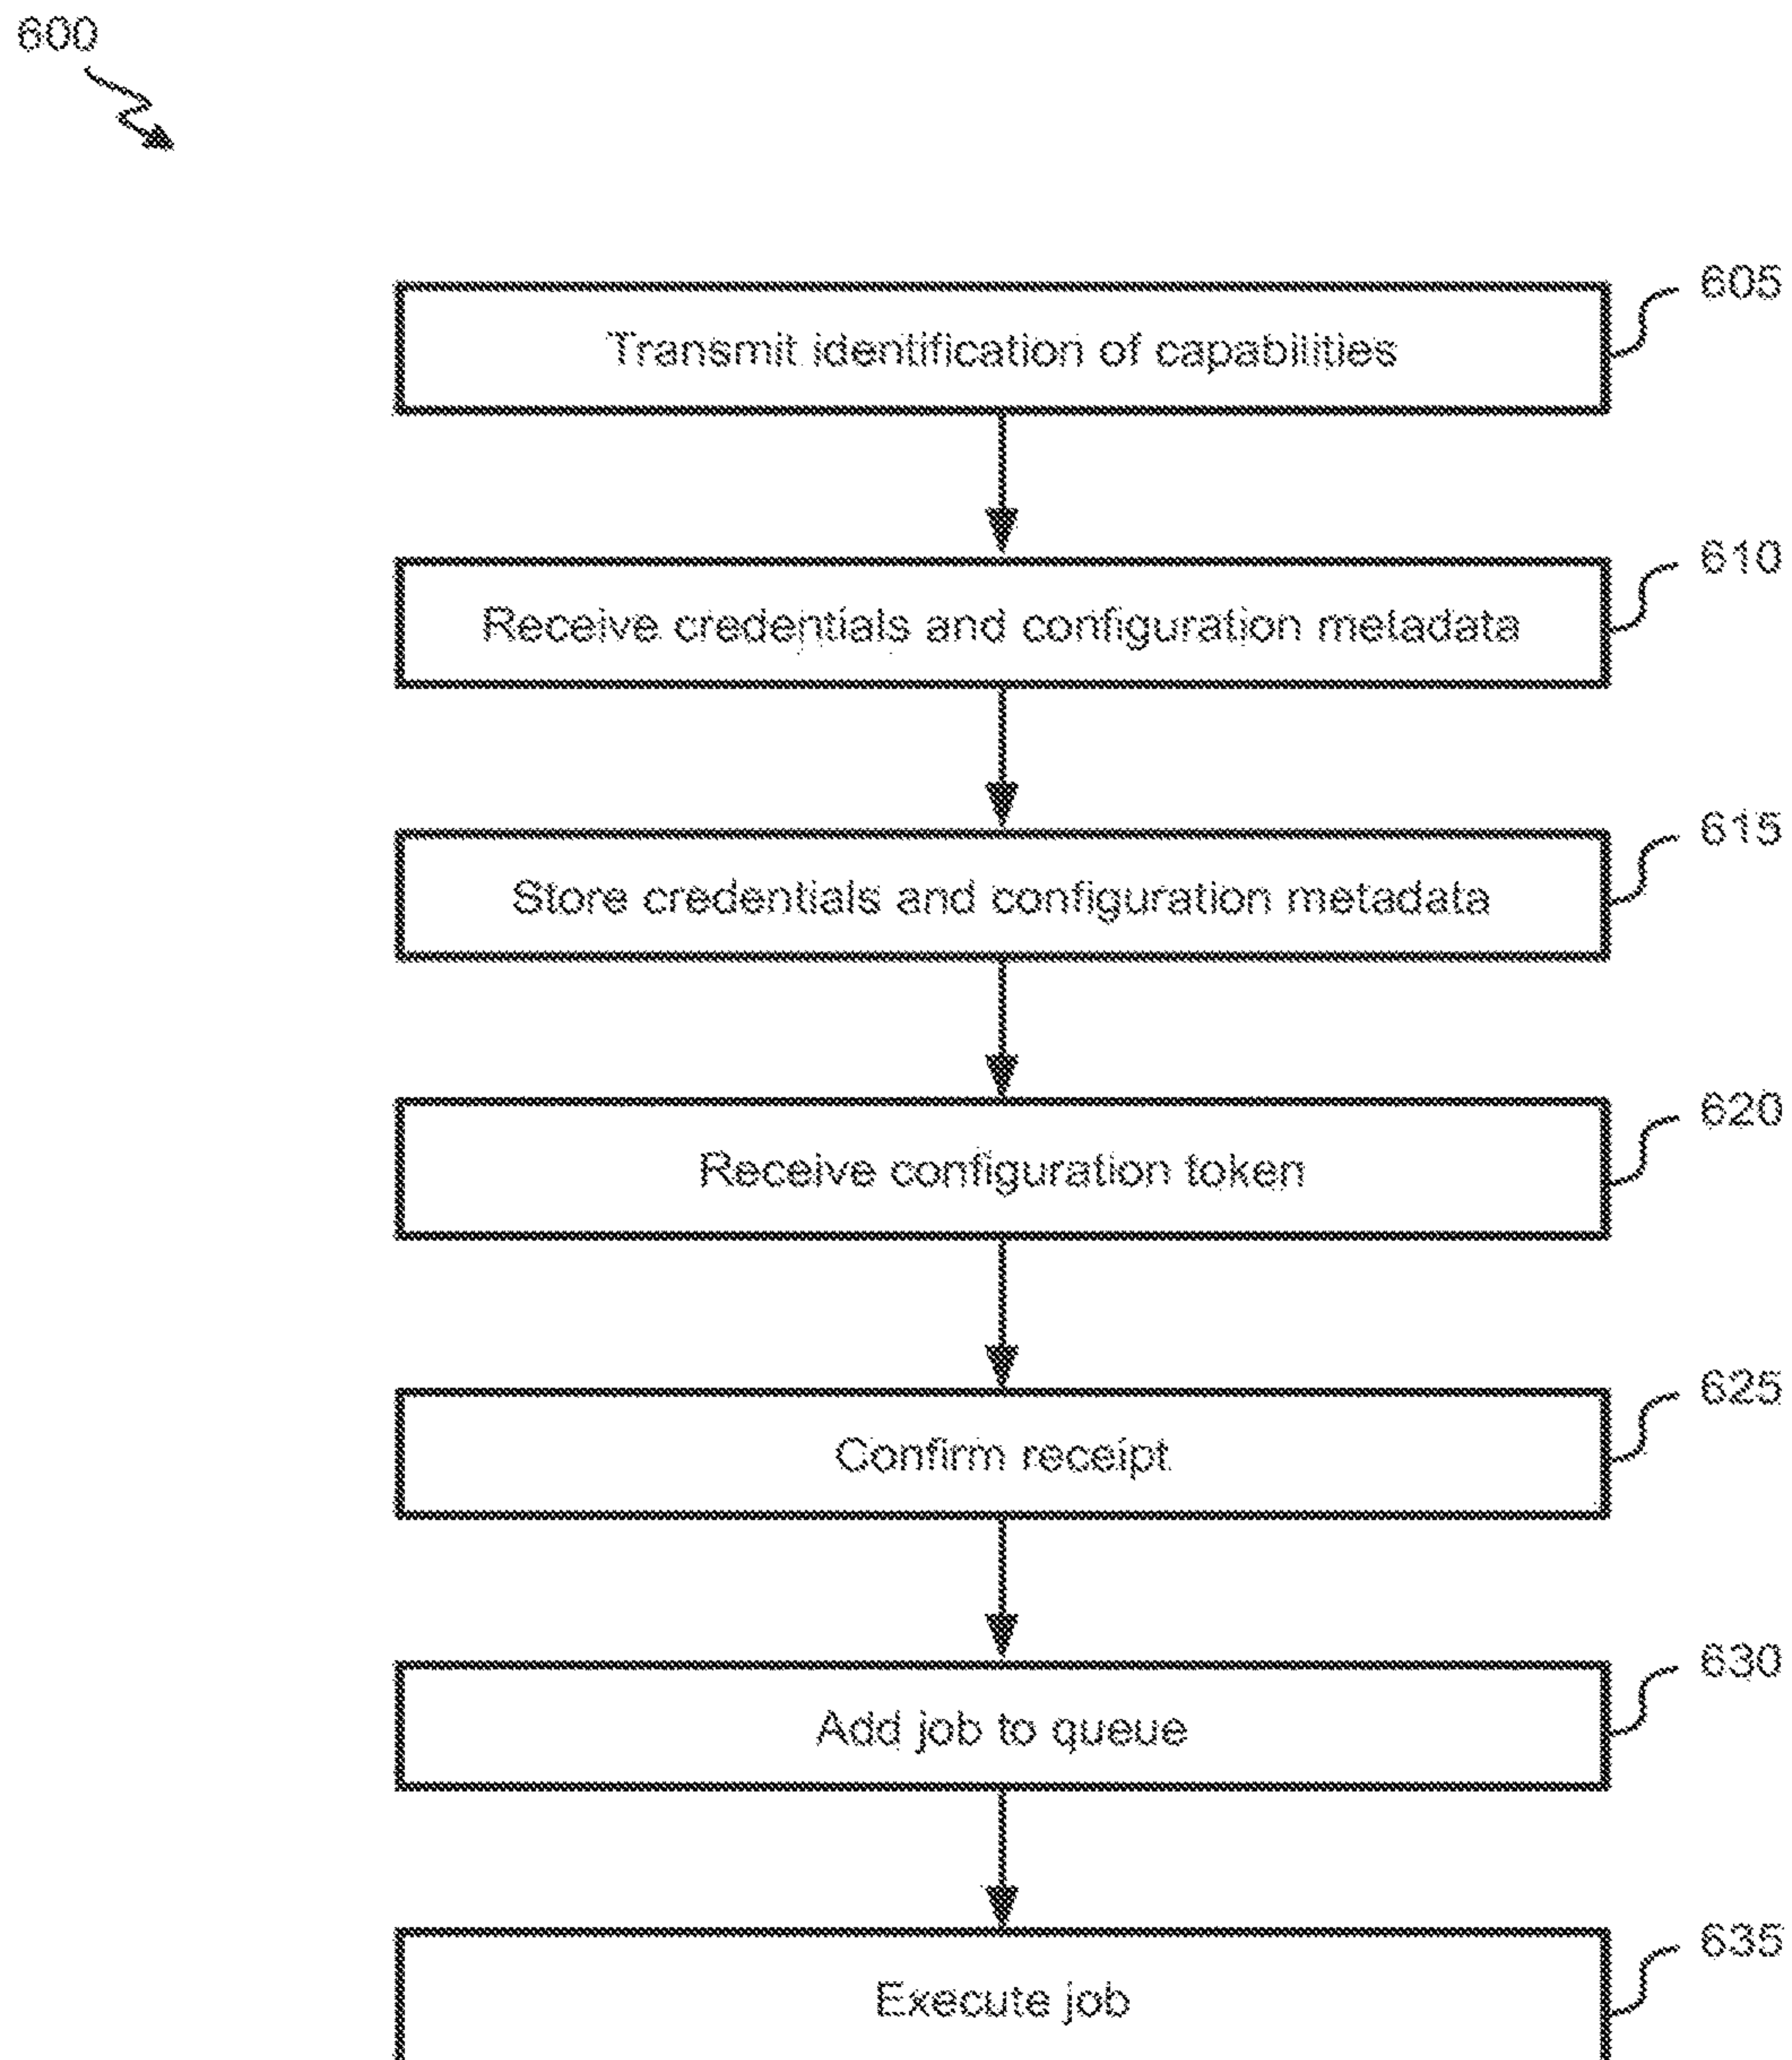 600
Transmit identification of capabilities
605
Receive credentials and configuration metadata
610
Store credentials and configuration metadata
615
Receive configuration token
620
Confirm receipt
625
Add job to queue
630
Execute job
635